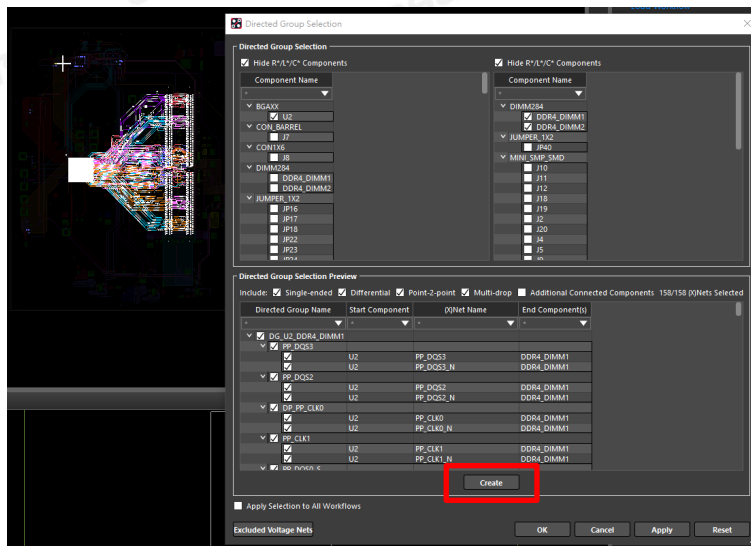 Directed Group Selection
Directed Group Selection
Hide R*/L*/C* Components
Component Name
BGAXX
U2
CON_BARREL
J7
CON1X6
J8
DIMM284
DDR4_DIMM1
DDR4_DIMM2
JUMPER_1X2
JP16
JP17
JP18
JP22
JP23
JP24
Hide R*/L*/C* Components
Component Name
DIMM284
DDR4_DIMM1
DDR4_DIMM2
JUMPER_1X2
JP40
MINI_SMP_SMD
J10
J11
J12
J18
J19
J2
J20
J4
J5
Directed Group Selection Preview
Include: Single-ended Differential Point-2-point Multi-drop Additional Connected Components 158/158 (X)Nets Selected
Directed Group Name Start Component (X)Net Name End Component(s)
DG_U2_DDR4_DIMM1
PP_DQS3
U2 PP_DQS3 DDR4_DIMM1
U2 PP_DQS3_N DDR4_DIMM1
PP_DQS2
U2 PP_DQS2 DDR4_DIMM1
U2 PP_DQS2_N DDR4_DIMM1
DP_PP_CLK0
U2 PP_CLK0 DDR4_DIMM1
U2 PP_CLK0_N DDR4_DIMM1
PP_CLK1
U2 PP_CLK1 DDR4_DIMM1
U2 PP_CLK1_N DDR4_DIMM1
PP_DQS0_S
Create
Apply Selection to All Workflows
Excluded Voltage Nets OK Cancel Apply Reset